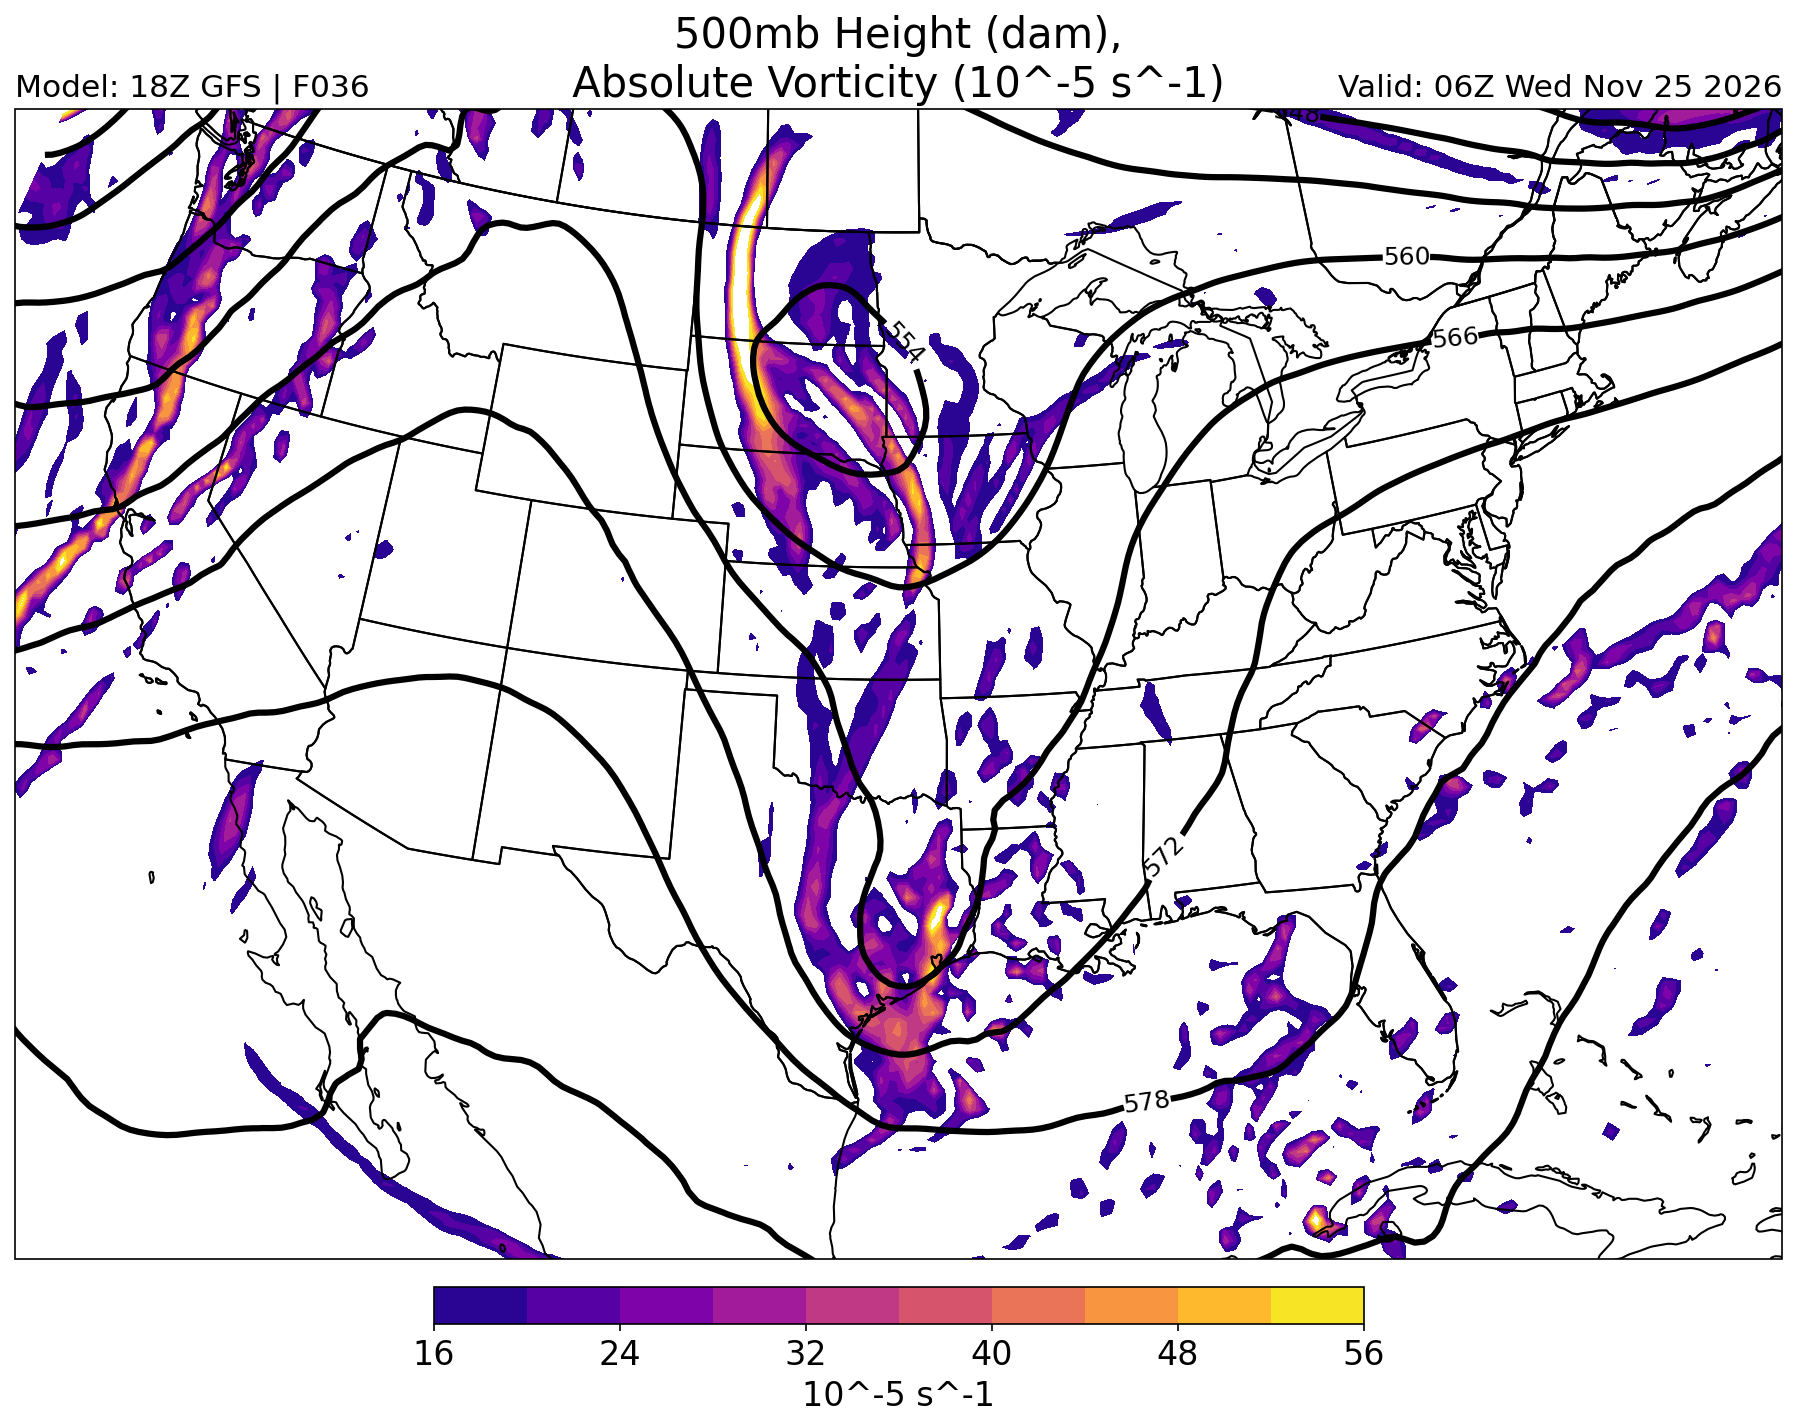 500mb Height (dam),
Model: 18Z GFS | F036
Absolute Vorticity (10^-5 s^-1)
Valid: 06Z Wed Nov 25 2026
548
560
554
566
572
578
16
24
32
40
48
56
10^-5 s^-1